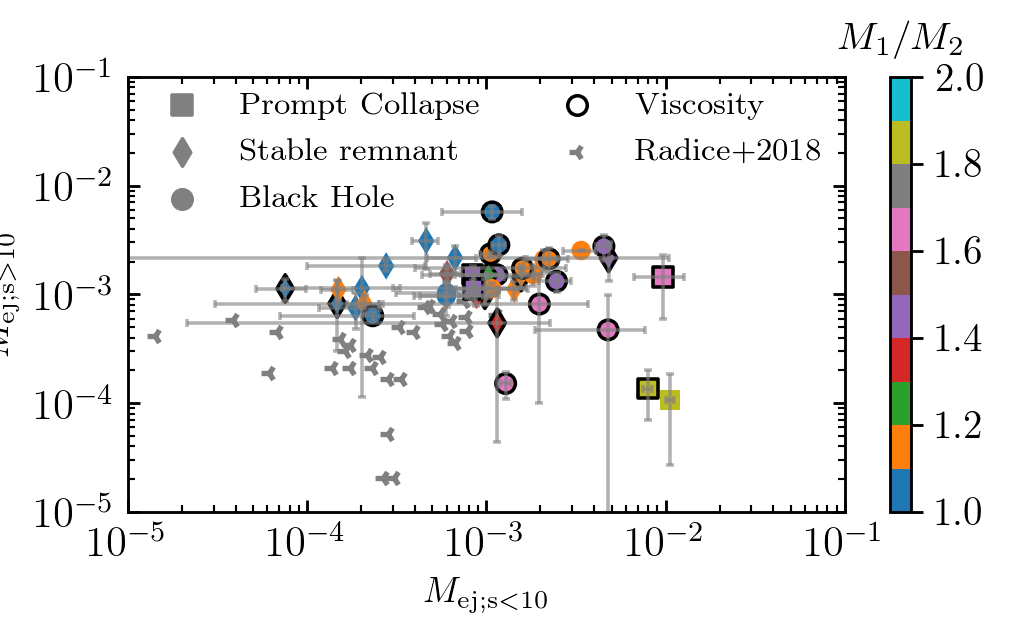 M₁/M₂
10⁻¹
10⁻²
10⁻³
10⁻⁴
10⁻⁵
M_ej;s>10
Prompt Collapse
Stable remnant
Black Hole
Viscosity
Radice+2018
2.0
1.8
1.6
1.4
1.2
1.0
10⁻⁵ 10⁻⁴ 10⁻³ 10⁻² 10⁻¹
M_ej;s<10